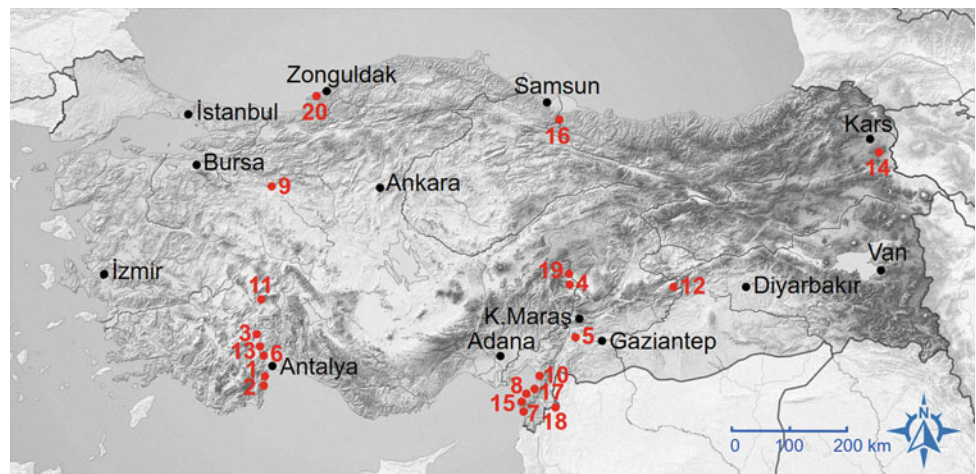 Zonguldak
20
İstanbul
Samsun
16
Kars
14
Bursa
9
Ankara
İzmir
11
19
4
12
Van
Diyarbakır
K.Maraş
5
Gaziantep
Adana
3
13
6
Antalya
1
2
10
8
17
15
7
18
N
0 100 200 km